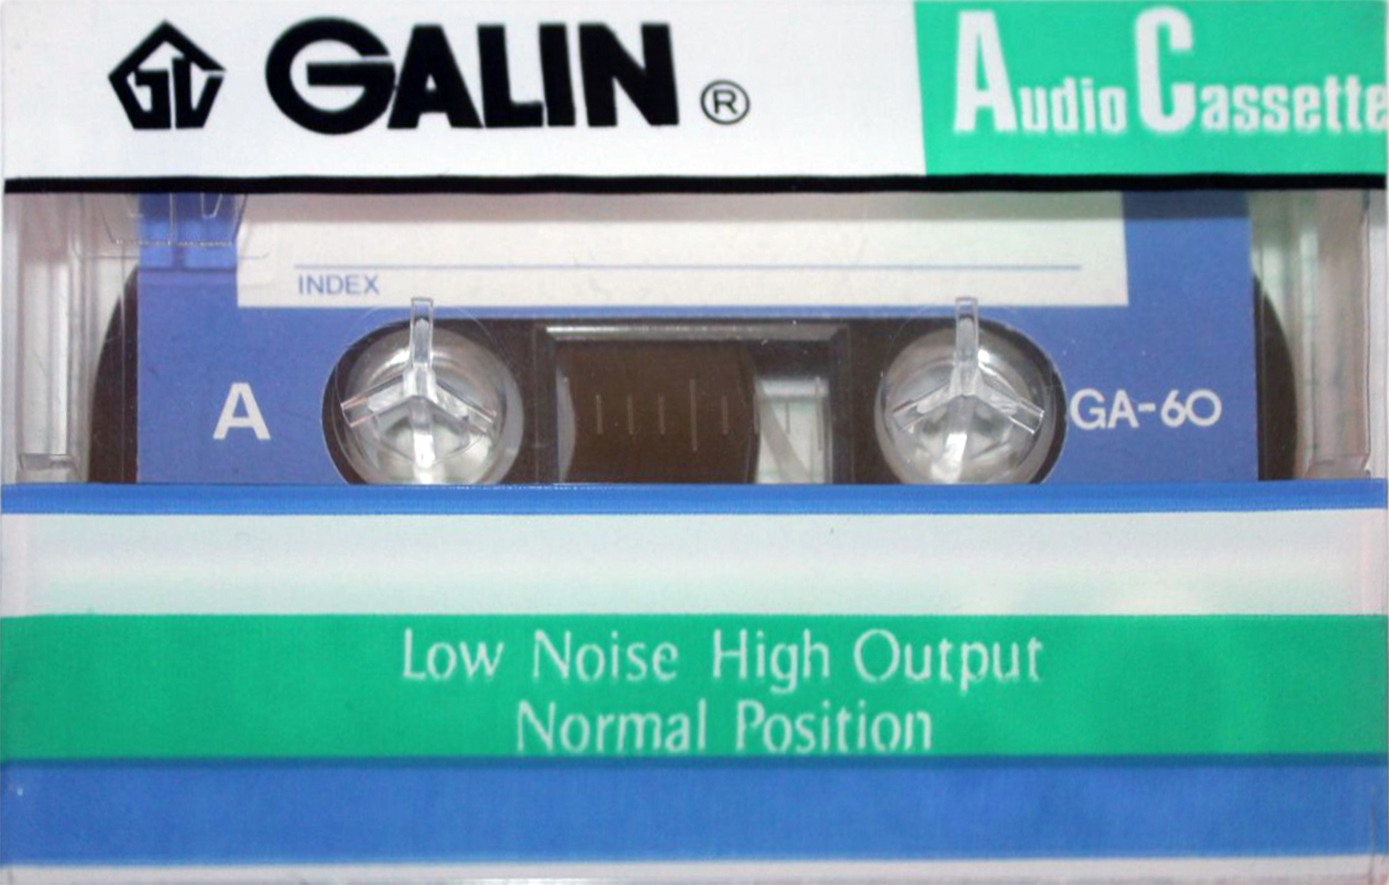 GALIN ®
Audio Cassette
INDEX
A
GA-60
Low Noise High Output
Normal Position